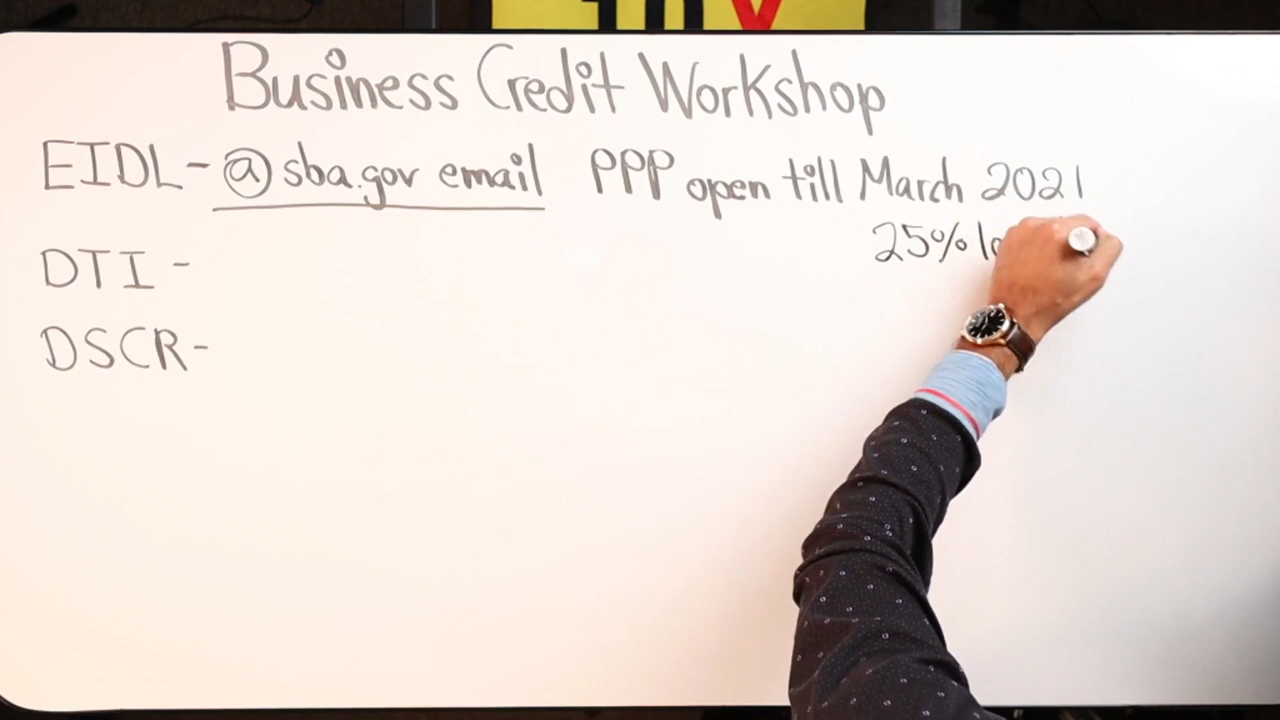 Business Credit Workshop
EIDL - @sba.gov email PPP open till March 2021
25%
DTI -
DSCR-